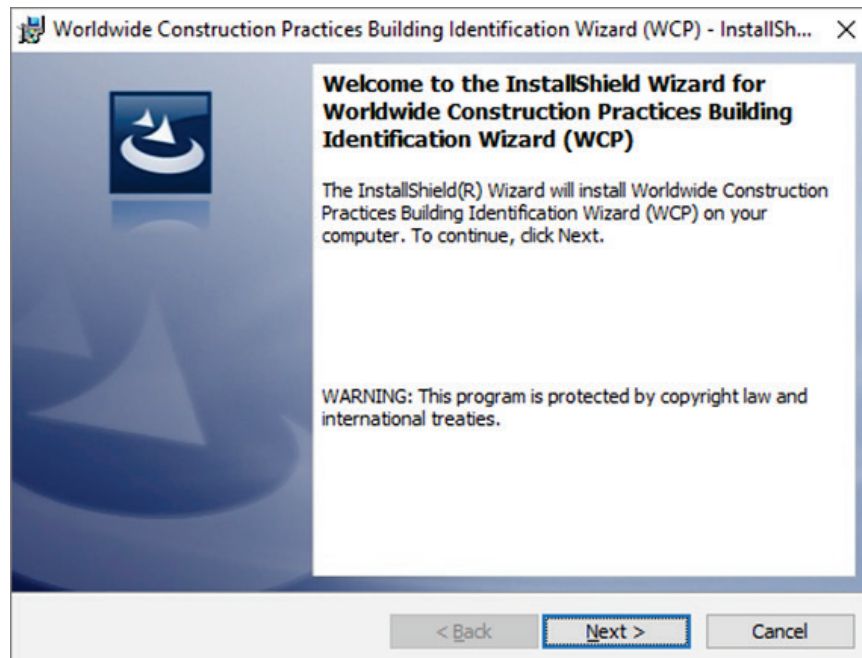 Worldwide Construction Practices Building Identification Wizard (WCP) - InstallSh...
Welcome to the InstallShield Wizard for
Worldwide Construction Practices Building
Identification Wizard (WCP)
The InstallShield(R) Wizard will install Worldwide Construction
Practices Building Identification Wizard (WCP) on your
computer. To continue, click Next.
WARNING: This program is protected by copyright law and
international treaties.
< Back Next > Cancel